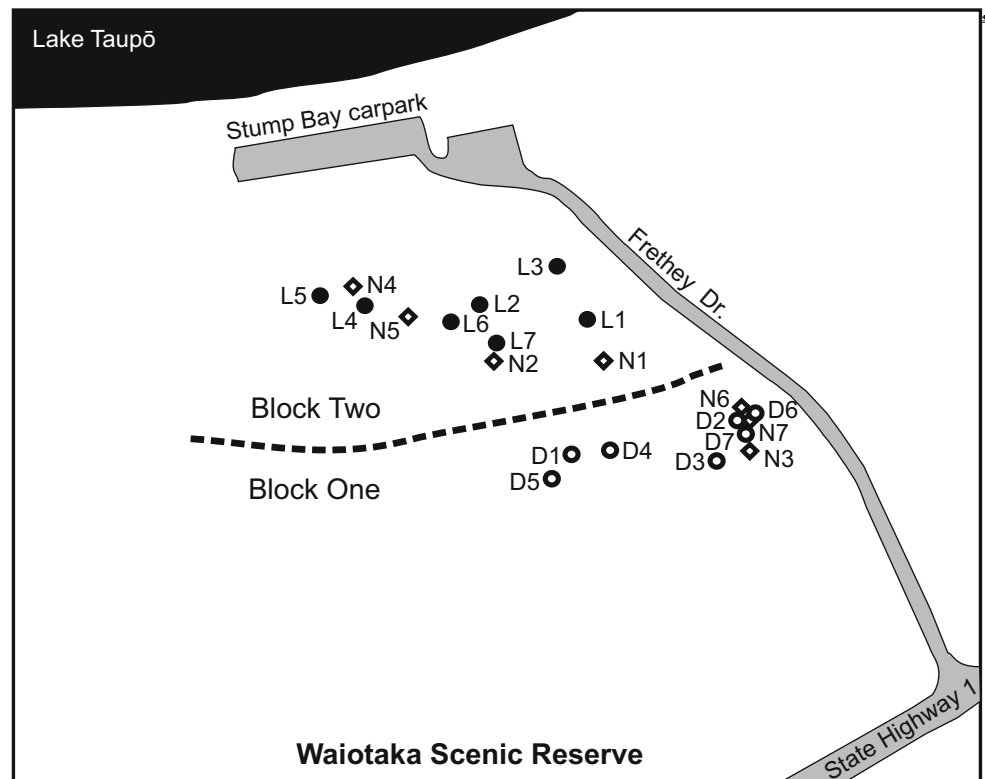 Lake Taupō
Stump Bay carpark
Frethey Dr.
L3
N4
L5
L2
L4
N5
L6
L1
L7
N2
N1
Block Two
N6
D6
D2
N7
D7
D1
D4
D3
N3
D5
Block One
State Highway 1
Waiotaka Scenic Reserve